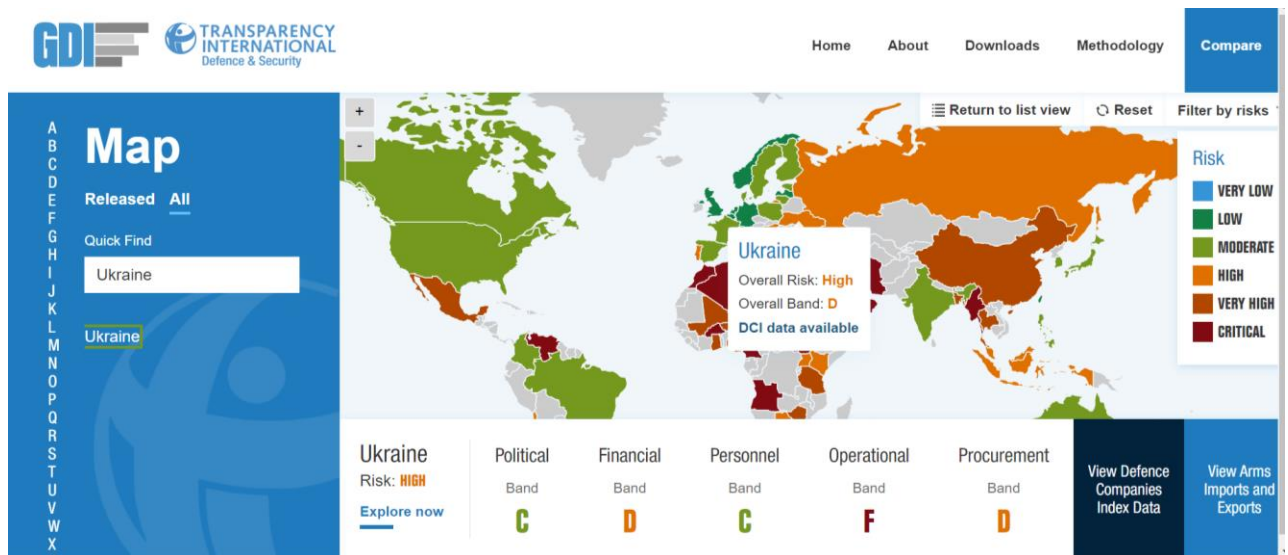 GDI
TRANSPARENCY
INTERNATIONAL
Defence & Security
Home About Downloads Methodology Compare
A
B
C
D
E
F
G
H
I
J
K
L
M
N
O
P
Q
R
S
T
U
V
W
X
Map
Released All
Quick Find
Ukraine
Ukraine
+
-
Return to list view Reset Filter by risks
Risk
VERY LOW
LOW
MODERATE
HIGH
VERY HIGH
CRITICAL
Ukraine
Overall Risk: High
Overall Band: D
DCI data available
Ukraine
Risk: HIGH
Explore now
Political
Band
C
Financial
Band
D
Personnel
Band
C
Operational
Band
F
Procurement
Band
D
View Defence
Companies
Index Data
View Arms
Imports and
Exports